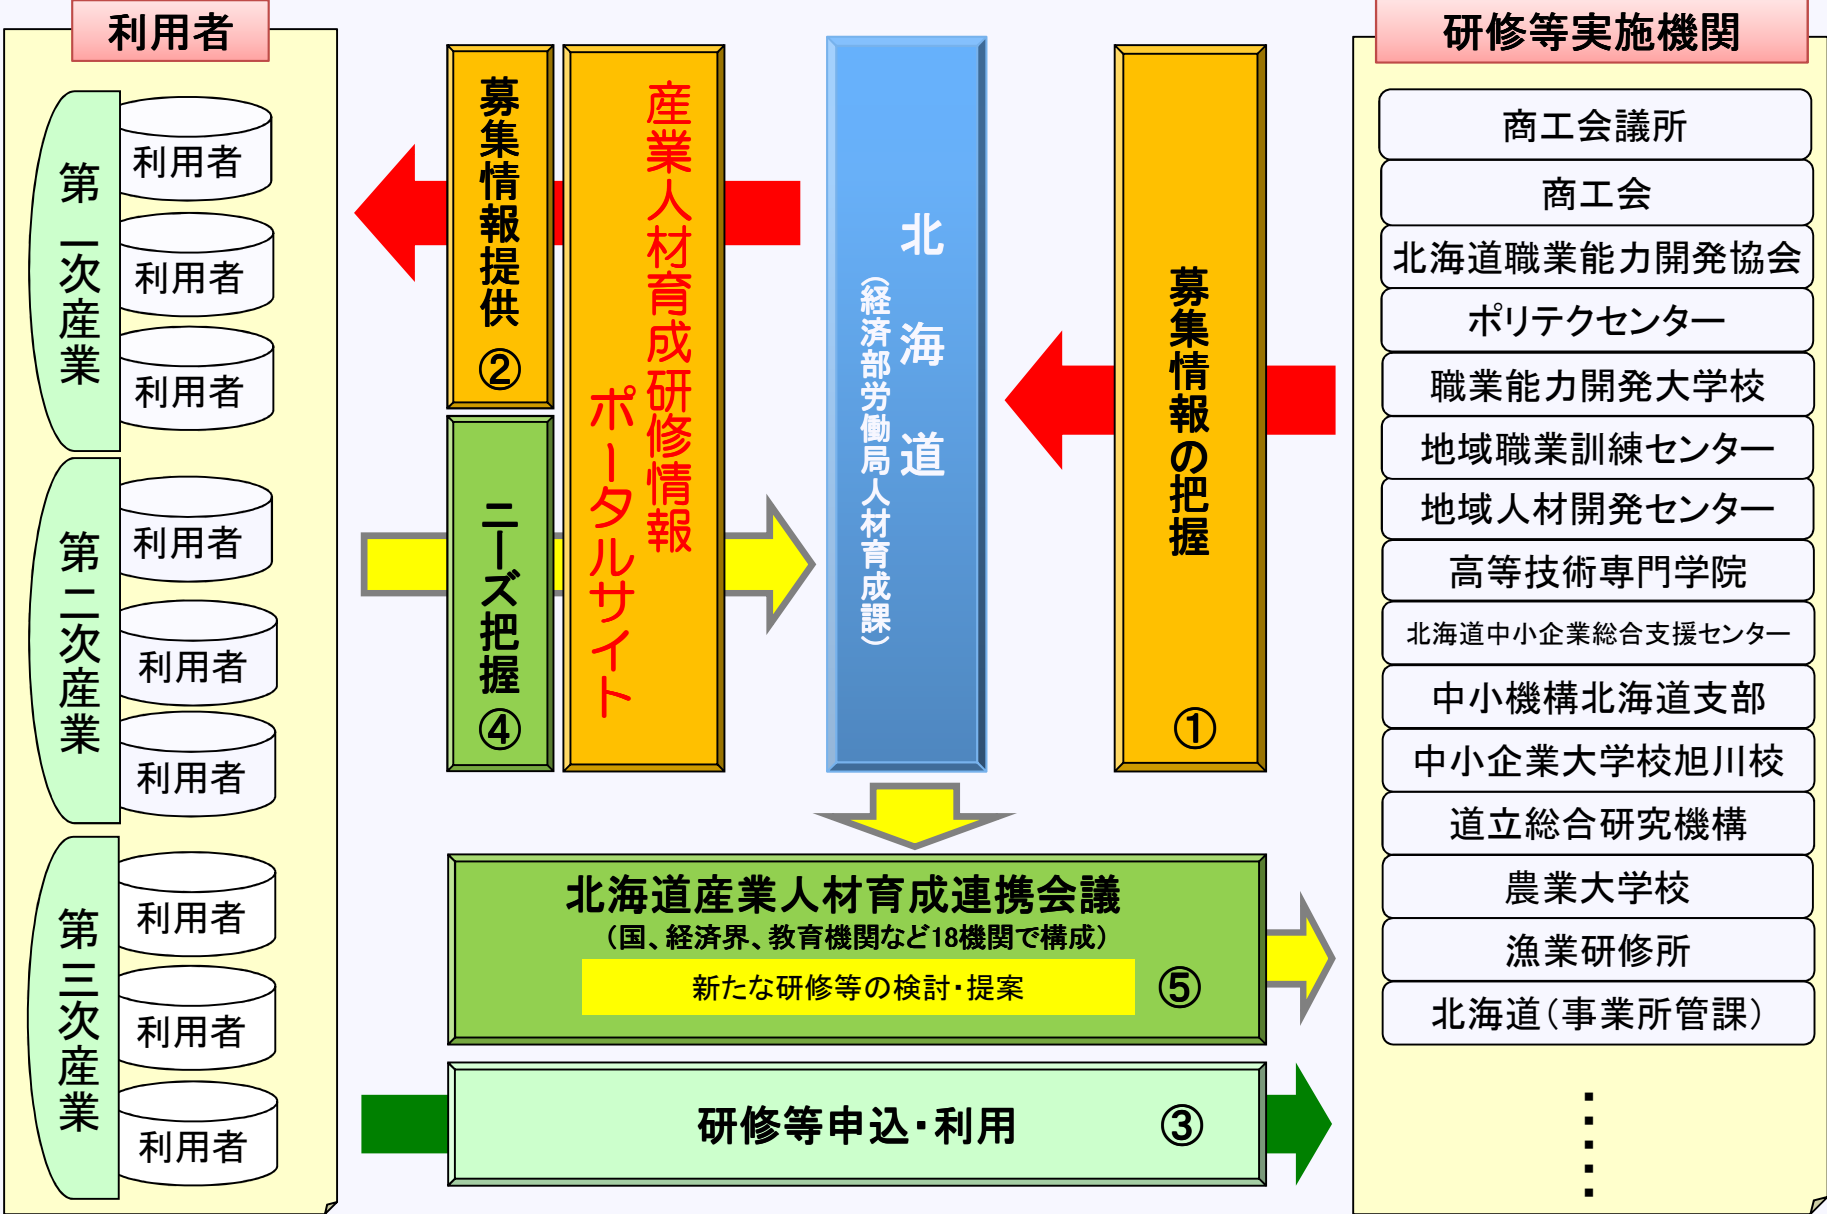 利用者
第一次産業
利用者
利用者
利用者
第二次産業
利用者
利用者
利用者
第三次産業
利用者
利用者
利用者
募集情報提供 ②
ニーズ把握 ④
産業人材育成研修情報
ポータルサイト
北海道
（経済部労働局人材育成課）
募集情報の把握 ①
北海道産業人材育成連携会議
（国、経済界、教育機関など18機関で構成）
新たな研修等の検討・提案 ⑤
研修等申込・利用 ③
研修等実施機関
商工会議所
商工会
北海道職業能力開発協会
ポリテクセンター
職業能力開発大学校
地域職業訓練センター
地域人材開発センター
高等技術専門学院
北海道中小企業総合支援センター
中小機構北海道支部
中小企業大学校旭川校
道立総合研究機構
農業大学校
漁業研修所
北海道（事業所管課）
・・・・・